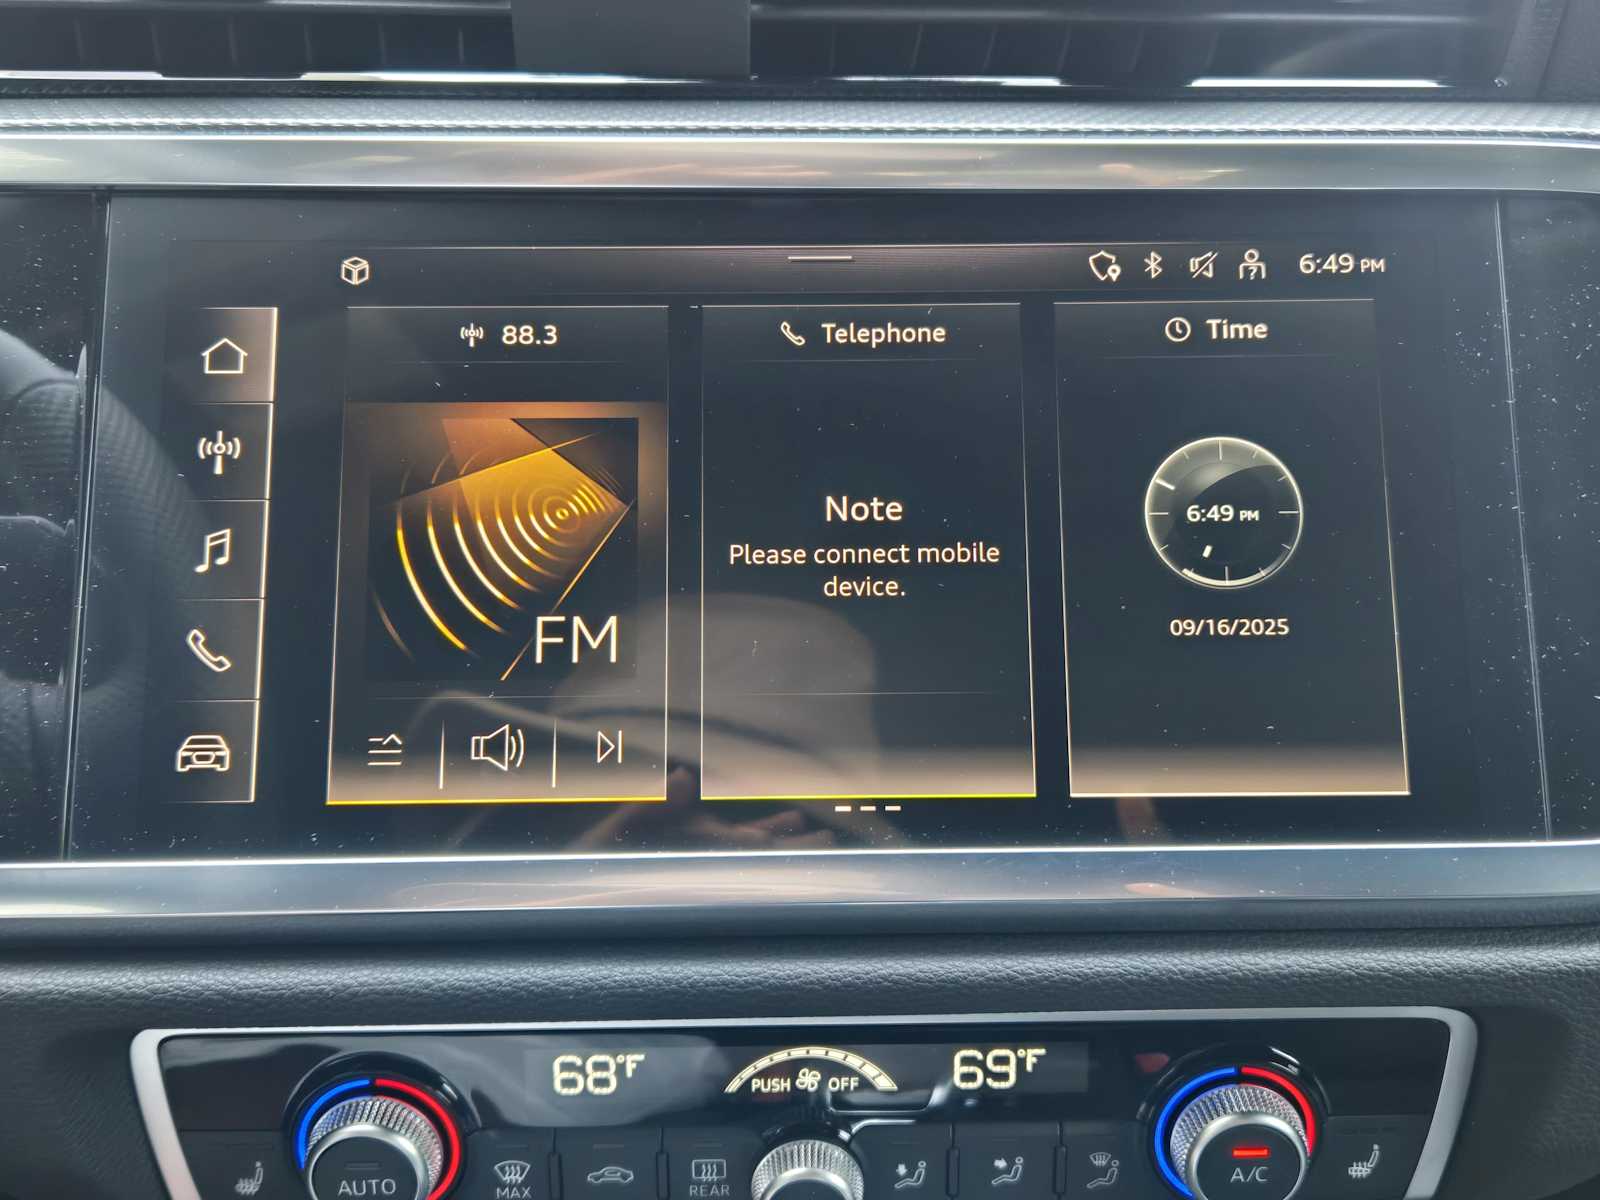 6:49 PM
88.3
Telephone
Time
Note
Please connect mobile
device.
6:49 PM
09/16/2025
FM
68°F
PUSH OFF
69°F
AUTO
MAX
REAR
A/C